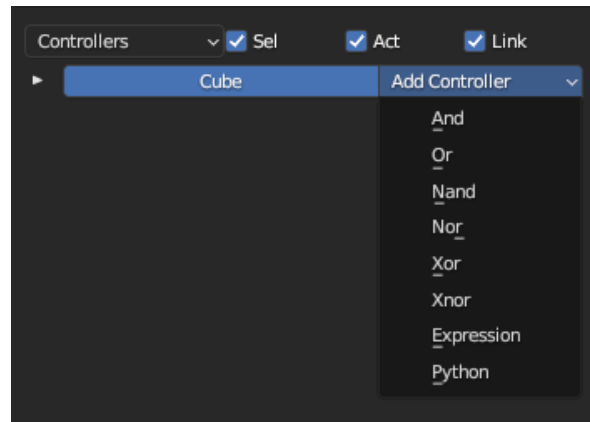 Controllers Sel Act Link
Cube Add Controller
And
Or
Nand
Nor
Xor
Xnor
Expression
Python